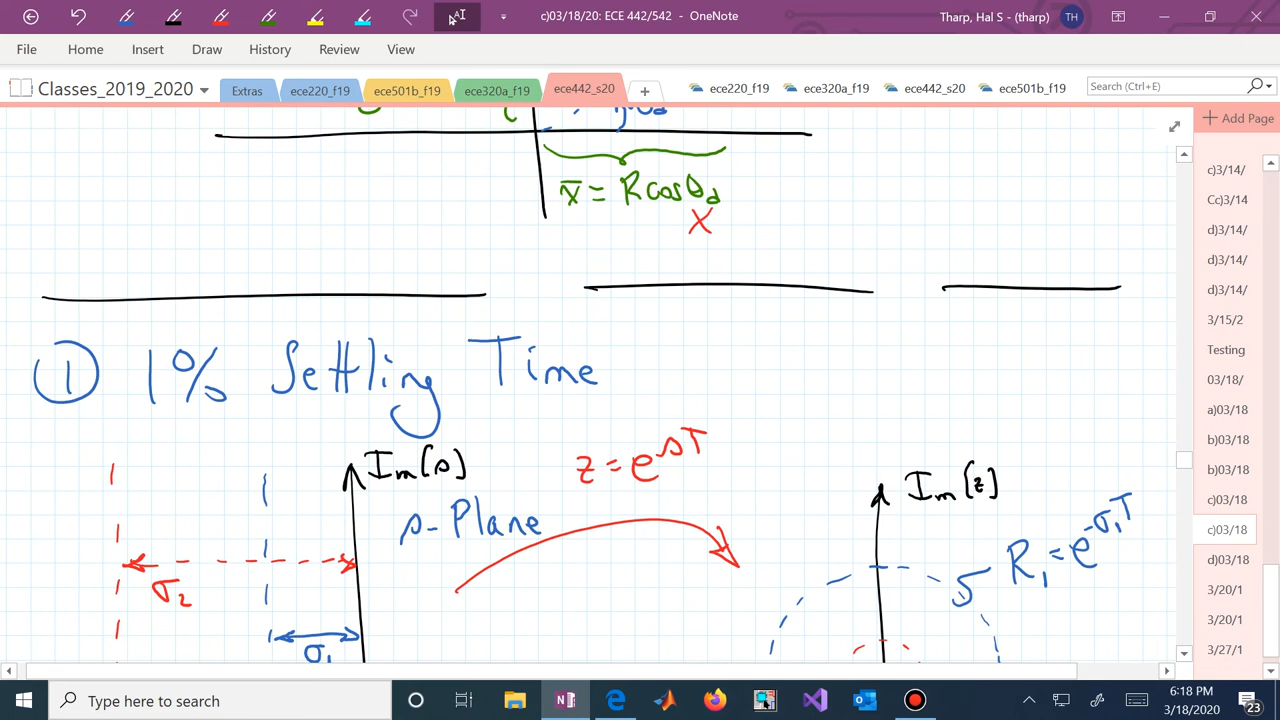 c)03/18/20: ECE 442/542 - OneNote
Tharp, Hal S - (tharp)
TH
File Home Insert Draw History Review View
Classes_2019_2020
Extras ece220_f19 ece501b_f19 ece320a_f19 ece442_s20
ece220_f19 ece320a_f19 ece442_s20 ece501b_f19
Search (Ctrl+E)
Add Page
c)3/14/
Cc)3/14
d)3/14/
d)3/14/
d)3/14/
3/15/2
Testing
03/18/
a)03/18
b)03/18
b)03/18
c)03/18
c)03/18
d)03/18
3/20/1
3/20/1
3/27/1
x̄ = R cosθd
X
① 1% Settling Time
Im[s]
z = e^sT
Im[z]
s-Plane
R₁ = e^-σ₁T
σ₂
σ₁
Type here to search
6:18 PM
3/18/2020
23